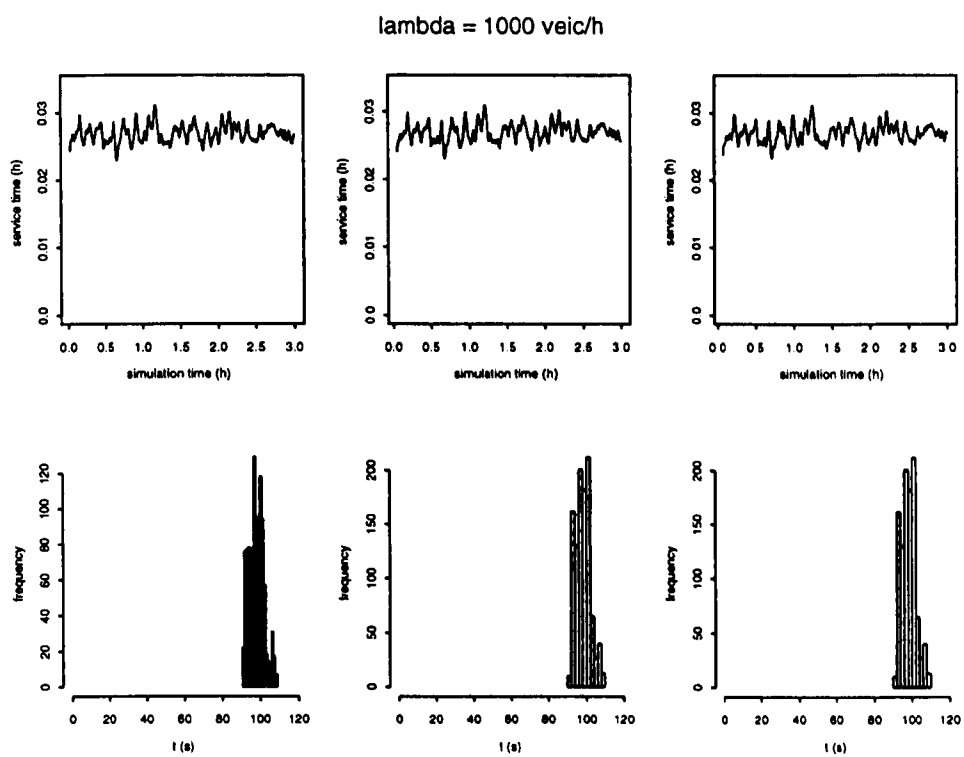 lambda = 1000 veic/h
service time (h)
0.03
0.02
0.01
0.0
0.0 0.5 1.0 1.5 2.0 2.5 3.0
simulation time (h)
service time (h)
0.03
0.02
0.01
0.0
0.0 0.5 1.0 1.5 2.0 2.5 3.0
simulation time (h)
service time (h)
0.03
0.02
0.01
0.0
0.0 0.5 1.0 1.5 2.0 2.5 3.0
simulation time (h)
frequency
120
100
80
60
40
20
0
0 20 40 60 80 100 120
t (s)
frequency
200
150
100
50
0
0 20 40 60 80 100 120
t (s)
frequency
200
150
100
50
0
0 20 40 60 80 100 120
t (s)